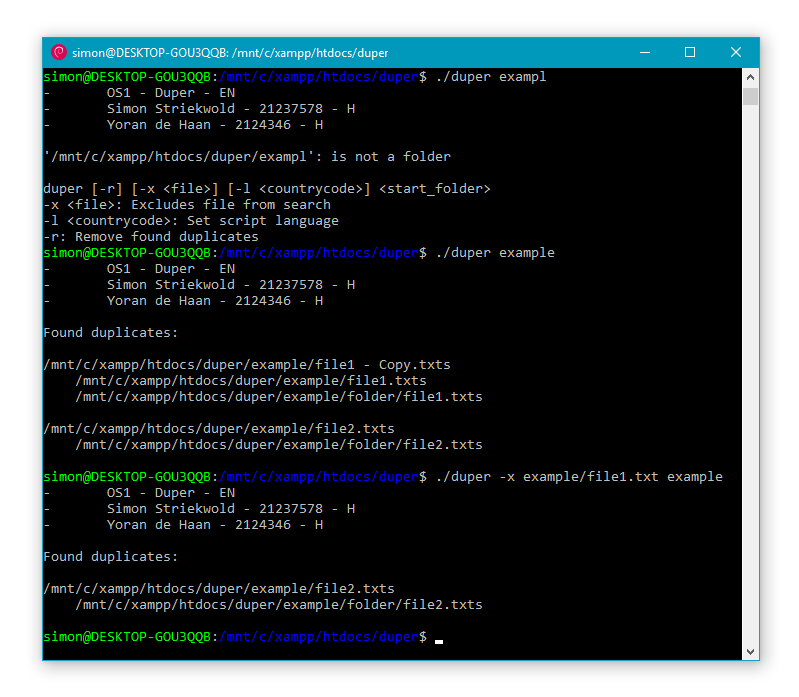 simon@DESKTOP-GOU3QQB: /mnt/c/xampp/htdocs/duper
simon@DESKTOP-GOU3QQB:/mnt/c/xampp/htdocs/duper$ ./duper exampl
-       OS1 - Duper - EN
-       Simon Striekwold - 21237578 - H
-       Yoran de Haan - 2124346 - H

'/mnt/c/xampp/htdocs/duper/exampl': is not a folder

duper [-r] [-x <file>] [-l <countrycode>] <start_folder>
-x <file>: Excludes file from search
-l <countrycode>: Set script language
-r: Remove found duplicates
simon@DESKTOP-GOU3QQB:/mnt/c/xampp/htdocs/duper$ ./duper example
-       OS1 - Duper - EN
-       Simon Striekwold - 21237578 - H
-       Yoran de Haan - 2124346 - H

Found duplicates:

/mnt/c/xampp/htdocs/duper/example/file1 - Copy.txts
    /mnt/c/xampp/htdocs/duper/example/file1.txts
    /mnt/c/xampp/htdocs/duper/example/folder/file1.txts

/mnt/c/xampp/htdocs/duper/example/file2.txts
    /mnt/c/xampp/htdocs/duper/example/folder/file2.txts

simon@DESKTOP-GOU3QQB:/mnt/c/xampp/htdocs/duper$ ./duper -x example/file1.txt example
-       OS1 - Duper - EN
-       Simon Striekwold - 21237578 - H
-       Yoran de Haan - 2124346 - H

Found duplicates:

/mnt/c/xampp/htdocs/duper/example/file2.txts
    /mnt/c/xampp/htdocs/duper/example/folder/file2.txts

simon@DESKTOP-GOU3QQB:/mnt/c/xampp/htdocs/duper$